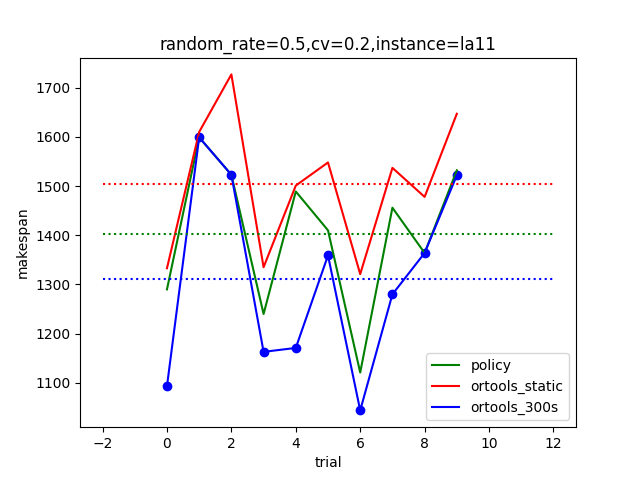 random_rate=0.5,cv=0.2,instance=la11
1700
1600
1500
1400
1300
1200
1100
makespan
policy
ortools_static
ortools_300s
−2 0 2 4 6 8 10 12
trial